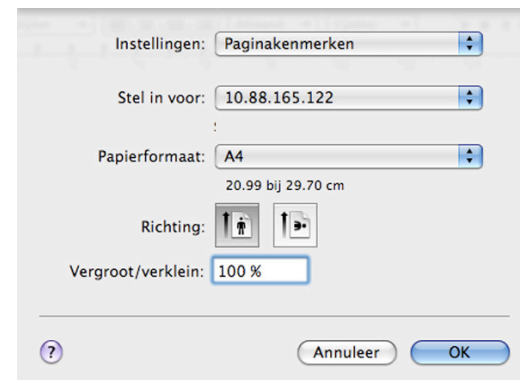 Instellingen: Paginakenmerken
Stel in voor: 10.88.165.122
Papierformaat: A4
20.99 bij 29.70 cm
Richting:
Vergroot/verklein: 100 %
? Annuleer OK